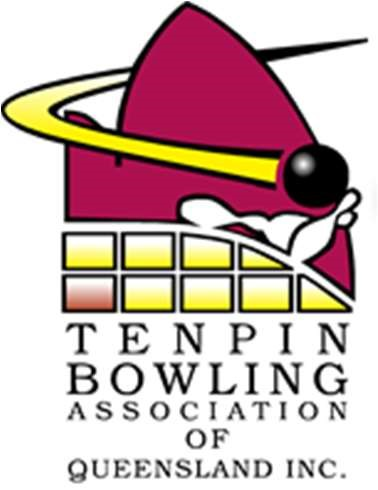 TENPIN
BOWLING
ASSOCIATION
OF
QUEENSLAND INC.